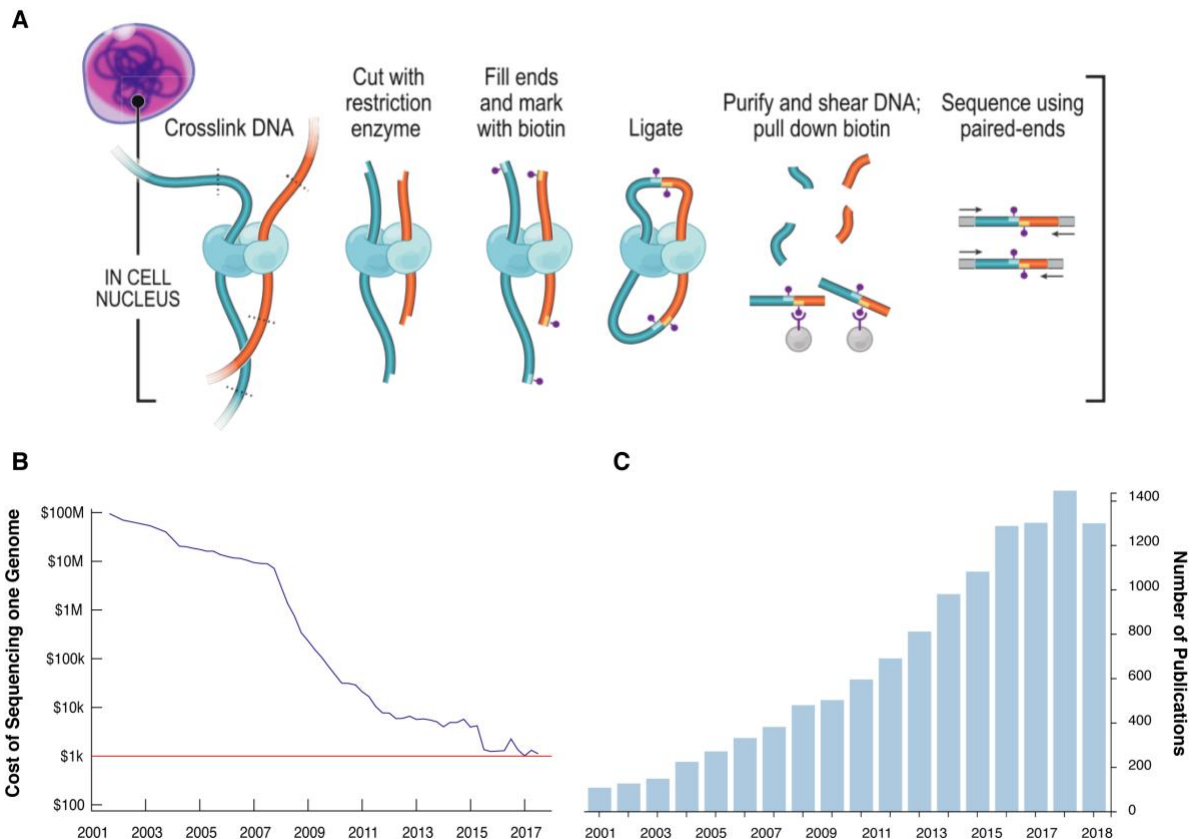 A
Crosslink DNA
Cut with
restriction
enzyme
Fill ends
and mark
with biotin
Ligate
Purify and shear DNA;
pull down biotin
Sequence using
paired-ends
IN CELL
NUCLEUS
B
Cost of Sequencing one Genome
$100M
$10M
$1M
$100k
$10k
$1k
$100
2001
2003
2005
2007
2009
2011
2013
2015
2017
C
1400
1200
1000
800
600
400
200
0
Number of Publications
2001
2003
2005
2007
2009
2011
2013
2015
2017
2018